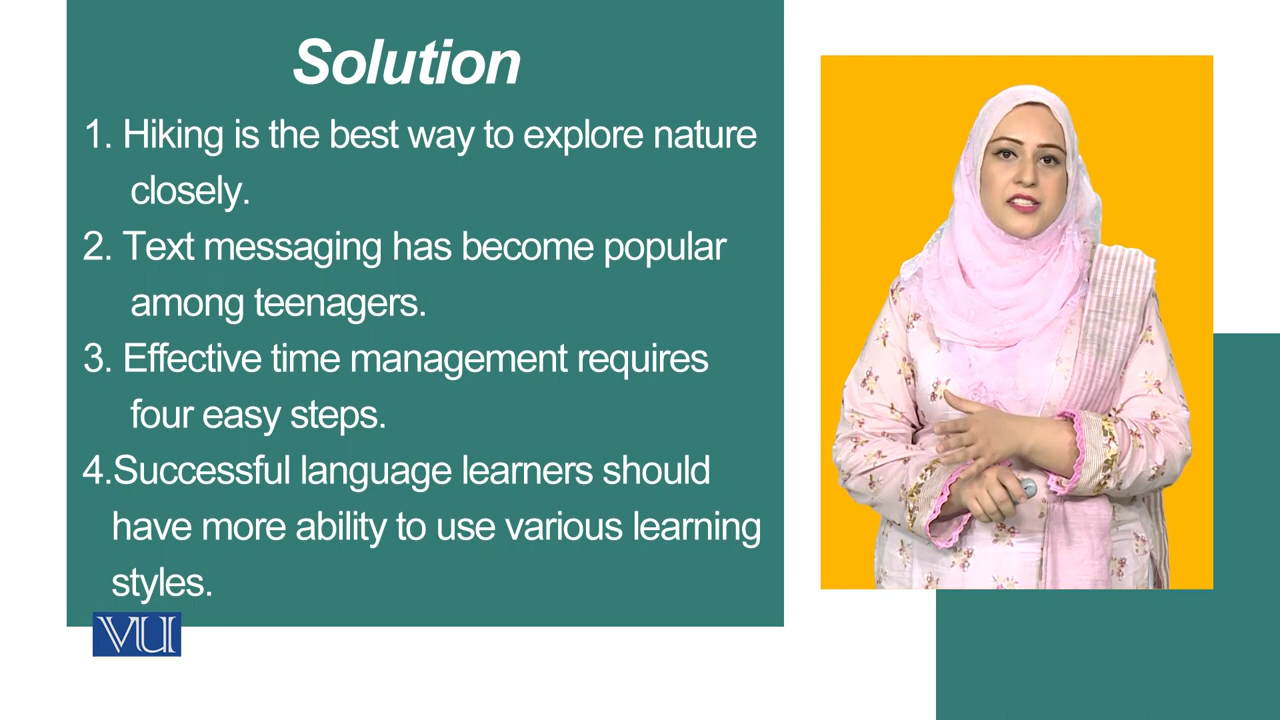 Solution
1. Hiking is the best way to explore nature
closely.
2. Text messaging has become popular
among teenagers.
3. Effective time management requires
four easy steps.
4.Successful language learners should
have more ability to use various learning
styles.
VU